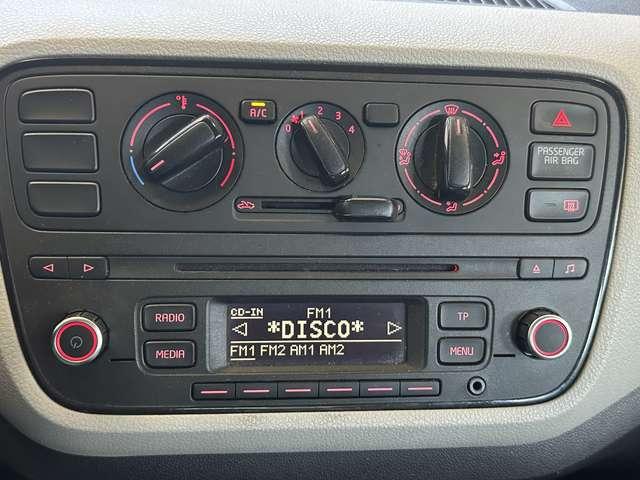 A/C
0 1 2 3 4
PASSENGER
AIR BAG
RADIO
MEDIA
CD-IN FM1
*DISCO*
FM1 FM2 AM1 AM2
TP
MENU